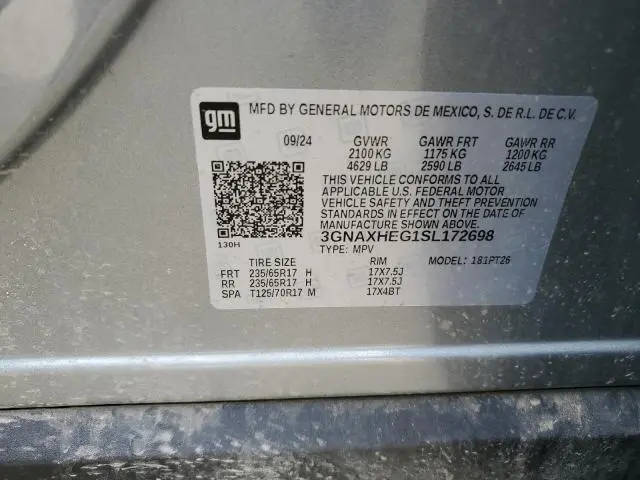 gm MFD BY GENERAL MOTORS DE MEXICO, S. DE R.L. DE C.V.
09/24 GVWR GAWR FRT GAWR RR
2100 KG 1175 KG 1200 KG
4629 LB 2590 LB 2645 LB
THIS VEHICLE CONFORMS TO ALL
APPLICABLE U.S. FEDERAL MOTOR
VEHICLE SAFETY AND THEFT PREVENTION
STANDARDS IN EFFECT ON THE DATE OF
MANUFACTURE SHOWN ABOVE.
130H 3GNAXHEG1SL172698
TYPE: MPV MODEL: 181PT26
TIRE SIZE RIM
FRT 235/65R17 H 17X7.5J
RR 235/65R17 H 17X7.5J
SPA T125/70R17 M 17X4BT